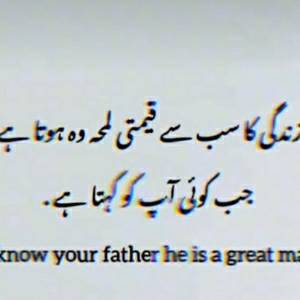 زندگی کا سب سے قیمتی لمحہ وہ ہوتا ہے
جب کوئی آپ کو کہتا ہے۔
know your father he is a great ma